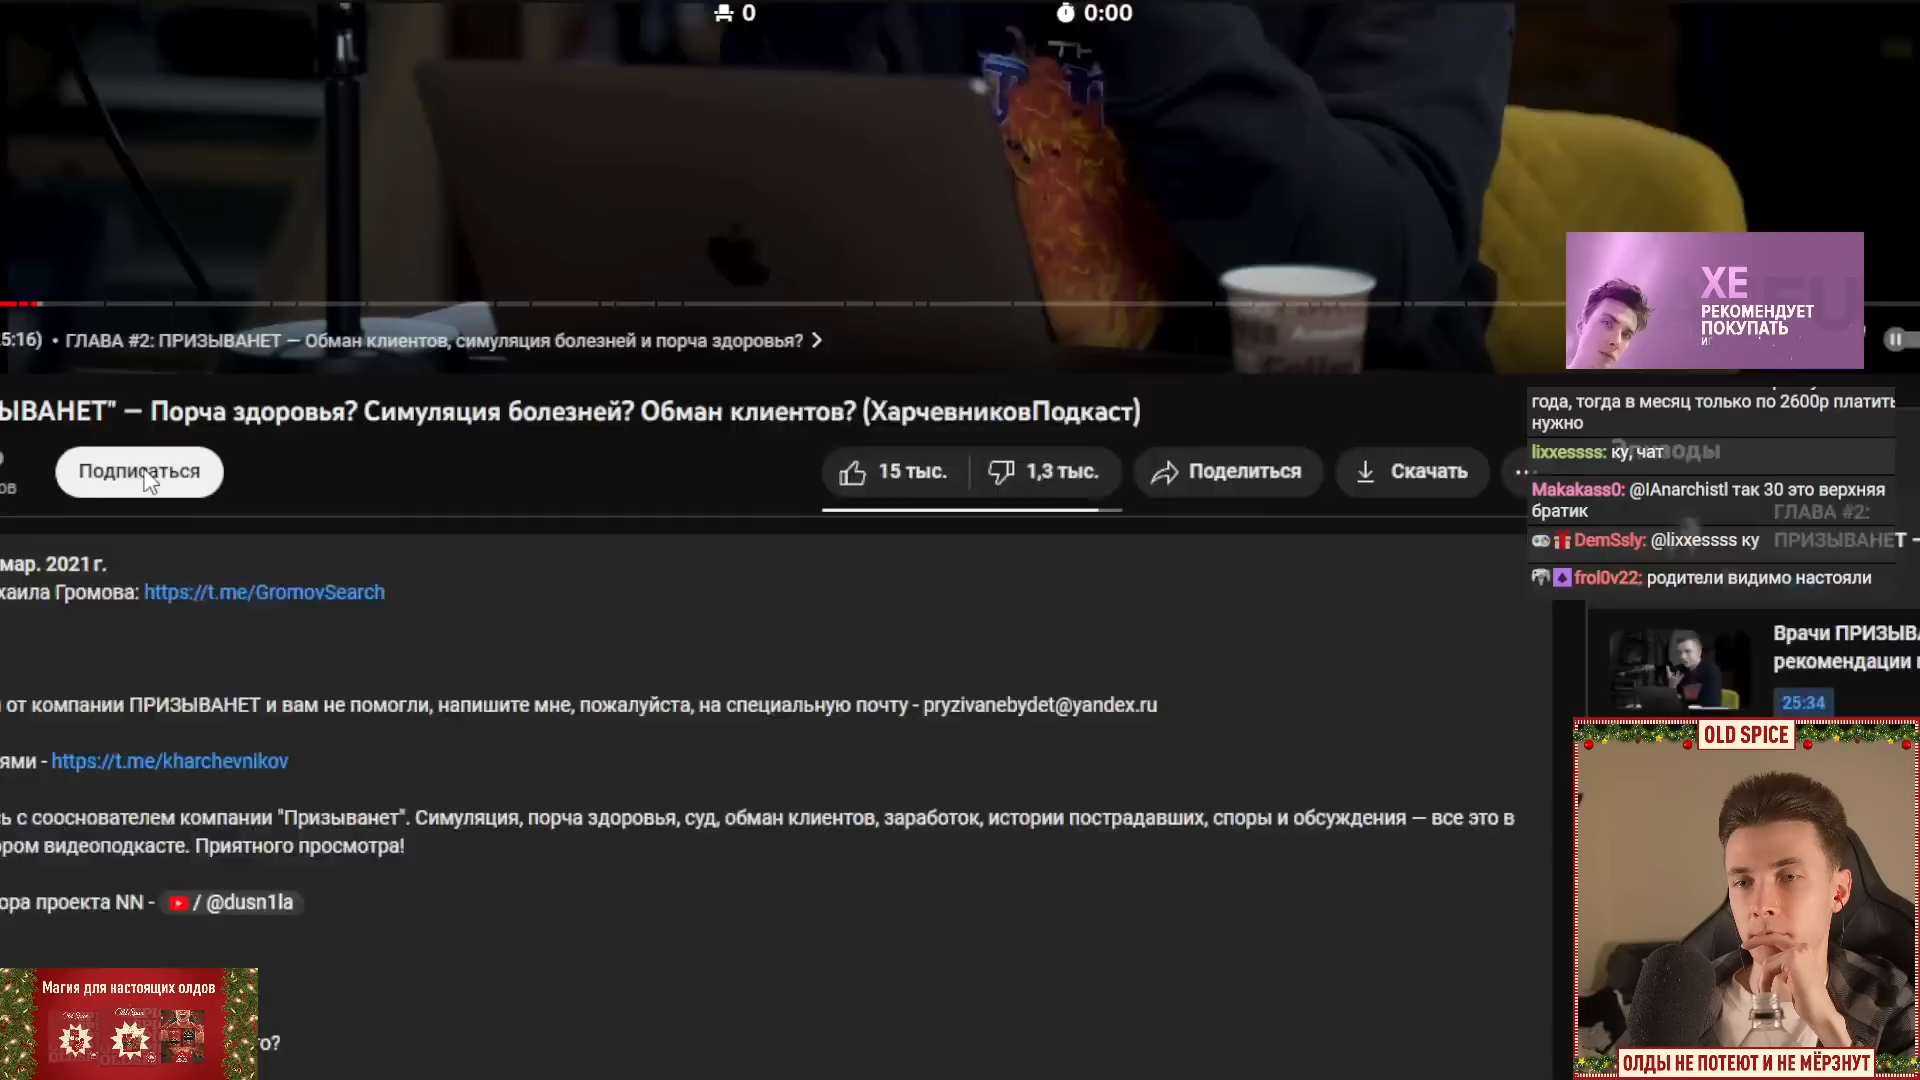 0
0:00
5:16) • ГЛАВА #2: ПРИЗЫВАНЕТ — Обман клиентов, симуляция болезней и порча здоровья?
ЫВАНЕТ" — Порча здоровья? Симуляция болезней? Обман клиентов? (ХарчевниковПодкаст)
ов
Подписаться
15 тыс.
1,3 тыс.
Поделиться
Скачать
мар. 2021 г.
хаила Громова: https://t.me/GromovSearch
от компании ПРИЗЫВАНЕТ и вам не помогли, напишите мне, пожалуйста, на специальную почту - pryzivanebydet@yandex.ru
ями - https://t.me/kharchevnikov
ь с сооснователем компании "Призыванет". Симуляция, порча здоровья, суд, обман клиентов, заработок, истории пострадавших, споры и обсуждения — все это в
ром видеоподкасте. Приятного просмотра!
ора проекта NN - / @dusn1la
го?
Магия для настоящих олдов
ХЕ
РЕКОМЕНДУЕТ
ПОКУПАТЬ
года, тогда в месяц только по 2600р платить
нужно
lixxessss: ку, чат
Эпизоды
Makakass0: @IAnarchistI так 30 это верхняя
братик
ГЛАВА #2:
DemSsly: @lixxessss ку
ПРИЗЫВАНЕТ –
frol0v22: родители видимо настояли
Врачи ПРИЗЫВА
рекомендации
25:34
OLD SPICE
ОЛДЫ НЕ ПОТЕЮТ И НЕ МЁРЗНУТ